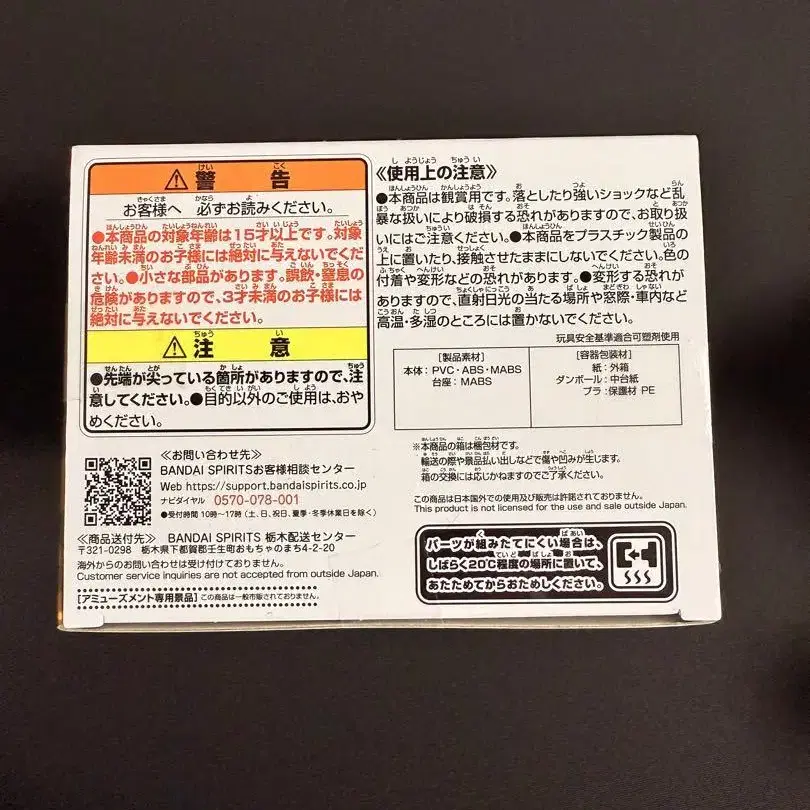 ⚠警告
お客様へ 必ずお読みください。
●本商品の対象年齢は15才以上です。対象
年齢未満のお子様には絶対に与えないでくだ
さい。●小さな部品があります。誤飲・窒息の
危険がありますので、3才未満のお子様には
絶対に与えないでください。
⚠注意
●先端が尖っている箇所がありますので、注
意してください。●目的以外のご使用は、おや
めください。
≪お問い合わせ先≫
BANDAI SPIRITSお客様相談センター
Web https://support.bandaispirits.co.jp
ナビダイヤル 0570-078-001
●受付時間 10時〜17時(土、日、祝日、夏季・冬季休業日を除く)
≪商品送付先≫ BANDAI SPIRITS 栃木配送センター
〒321-0298 栃木県下都賀郡壬生町おもちゃのまち4-2-20
海外からのお問い合わせは受け付けておりません。
Customer service inquiries are not accepted from outside Japan.
[アミューズメント専用景品] この商品は一般市販されておりません。
≪使用上の注意≫
●本商品は観賞用です。落としたり強いショックなど乱
暴な扱いにより破損する恐れがありますので、お取り扱
いにはご注意ください。●本商品をプラスチック製品の
上に置いたり、接触させたままにしないでください。色の
付着や変形などの恐れがあります。●変形する恐れが
ありますので、直射日光の当たる場所や窓際・車内など
高温・多湿のところには置かないでください。
玩具安全基準適合可塑剤使用
[製品素材]
本体:PVC・ABS・MABS
台座:MABS
[容器包装材]
紙:外箱
ダンボール:中台紙
プラ:保護材 PE
※本商品の箱は梱包材です。
輸送の際や景品払い出しなどで傷や凹みが生じます。
箱の交換には応じかねますのでご了承ください。
この商品は日本国外での使用及び販売は許諾されておりません。
This product is not licensed for the use and sale outside Japan.
パーツが組みたてにくい場合は、
しばらく20℃程度の場所に置いて、
あたためてからおためしください。